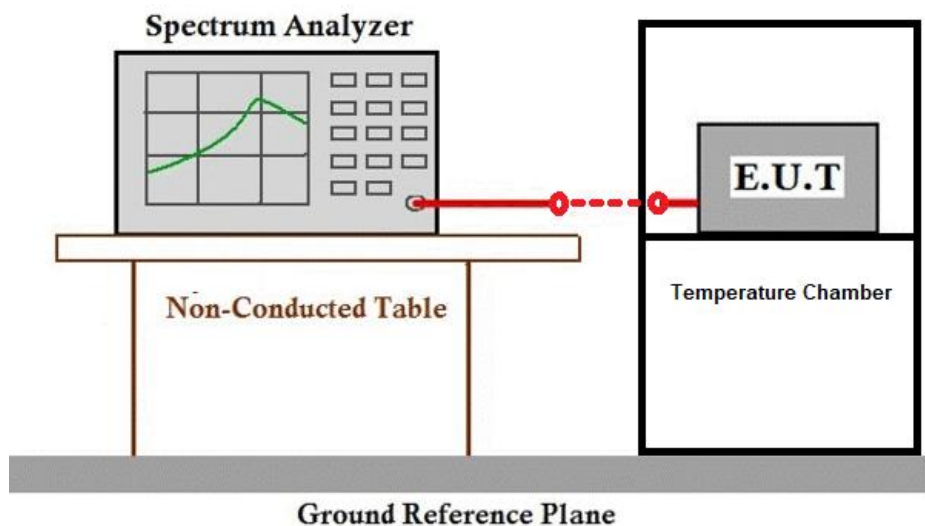 Spectrum Analyzer
E.U.T
Non-Conducted Table
Temperature Chamber
Ground Reference Plane